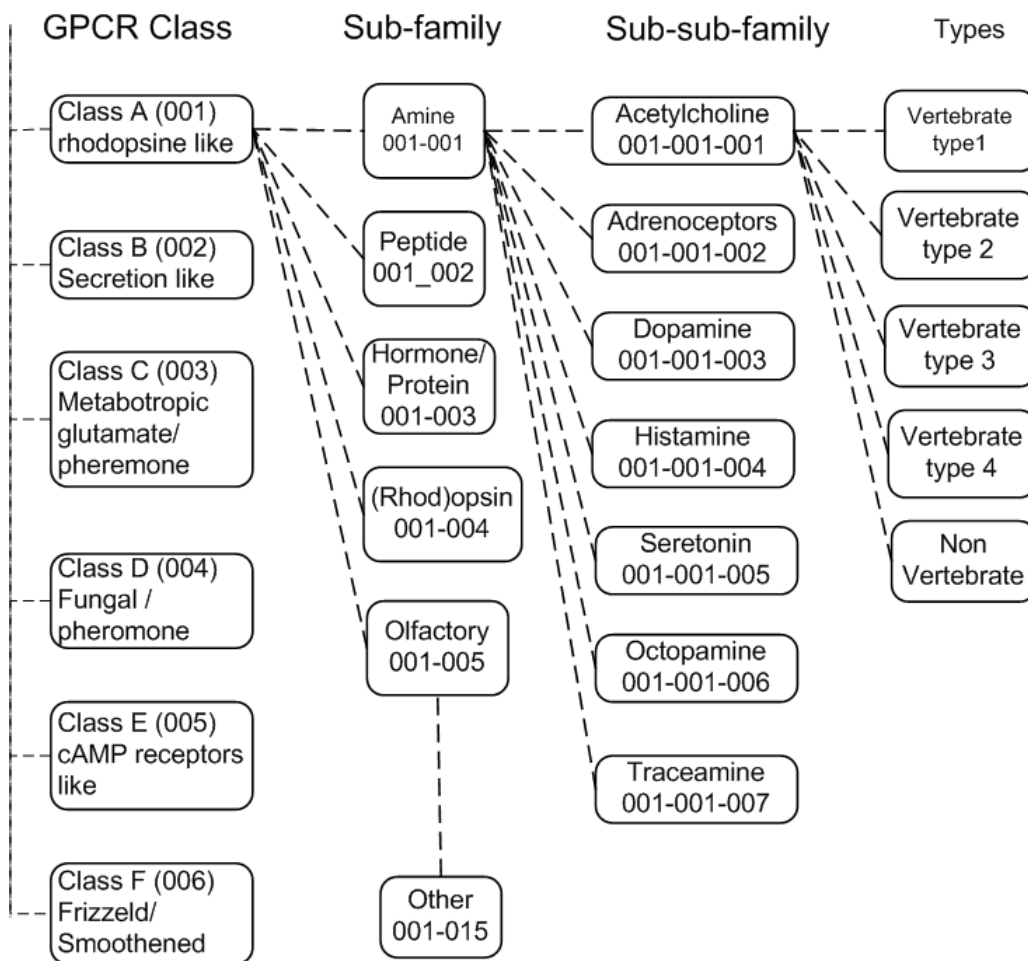 GPCR Class
Sub-family
Sub-sub-family
Types
Class A (001)
rhodopsine like
Class B (002)
Secretion like
Class C (003)
Metabotropic
glutamate/
pheremone
Class D (004)
Fungal /
pheromone
Class E (005)
cAMP receptors
like
Class F (006)
Frizzeld/
Smoothened
Amine
001-001
Peptide
001_002
Hormone/
Protein
001-003
(Rhod)opsin
001-004
Olfactory
001-005
Other
001-015
Acetylcholine
001-001-001
Adrenoceptors
001-001-002
Dopamine
001-001-003
Histamine
001-001-004
Seretonin
001-001-005
Octopamine
001-001-006
Traceamine
001-001-007
Vertebrate
type1
Vertebrate
type 2
Vertebrate
type 3
Vertebrate
type 4
Non
Vertebrate